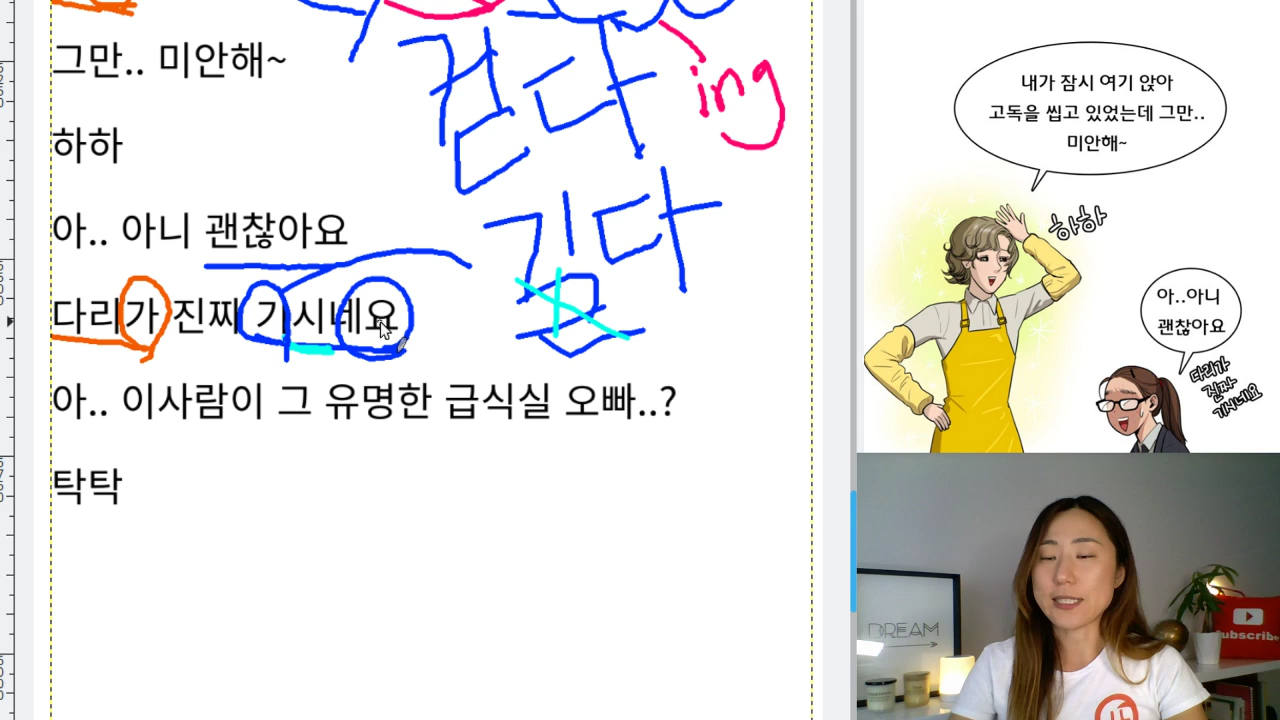 그만.. 미안해~
하하
아.. 아니 괜찮아요
다리가 진짜 기시네요
아.. 이사람이 그 유명한 급식실 오빠..?
탁탁
다
ing
기다
내가 잠시 여기 앉아
고독을 씹고 있었는데 그만..
미안해~
하하
아..아니
괜찮아요
다리가
진짜
기시네요
DREAM
Subscribe